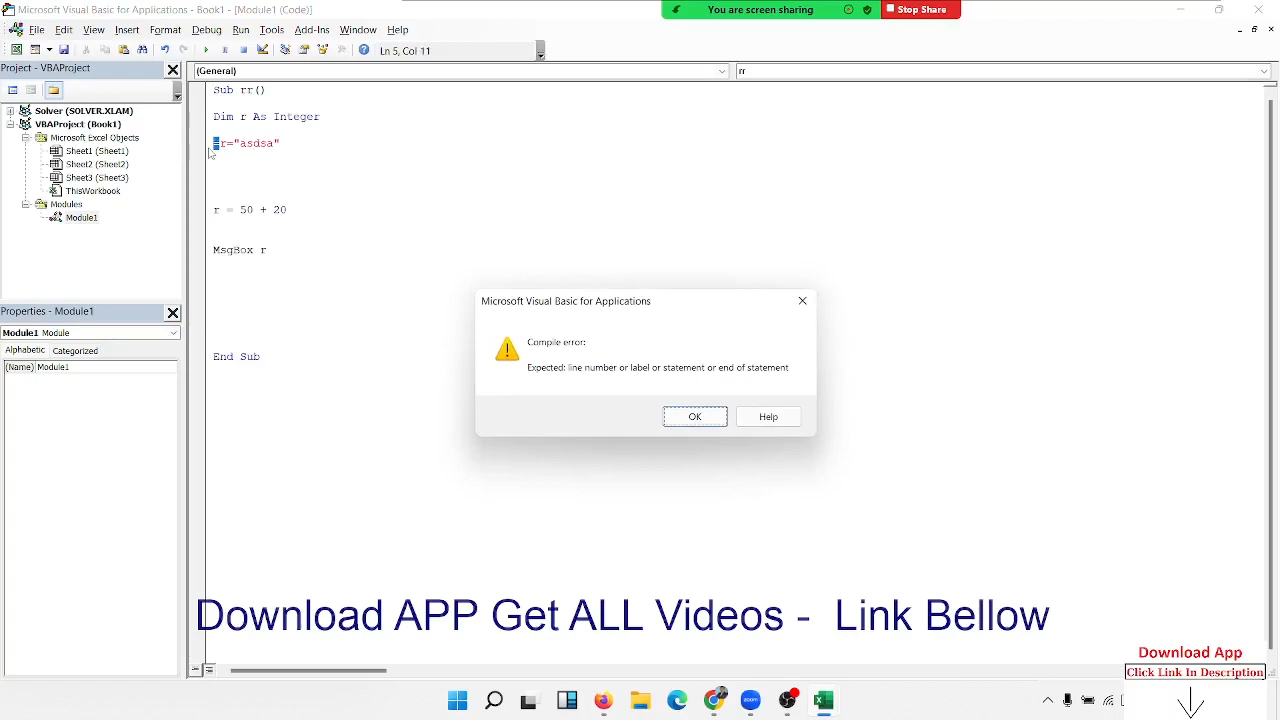 Microsoft Visual Basic for Applications - Book1 - [Module1 (Code)]
You are screen sharing
Stop Share
File Edit View Insert Format Debug Run Tools Add-Ins Window Help
Ln 5, Col 11
Project - VBAProject
(General)
rr
Solver (SOLVER.XLAM)
VBAProject (Book1)
Microsoft Excel Objects
Sheet1 (Sheet1)
Sheet2 (Sheet2)
Sheet3 (Sheet3)
ThisWorkbook
Modules
Module1
Properties - Module1
Module1 Module
Alphabetic Categorized
(Name) Module1
Sub rr()
Dim r As Integer
r="asdsa"
r = 50 + 20
MsgBox r
End Sub
Microsoft Visual Basic for Applications
Compile error:
Expected: line number or label or statement or end of statement
OK
Help
Download APP Get ALL Videos - Link Bellow
Download App
Click Link In Description
zoom